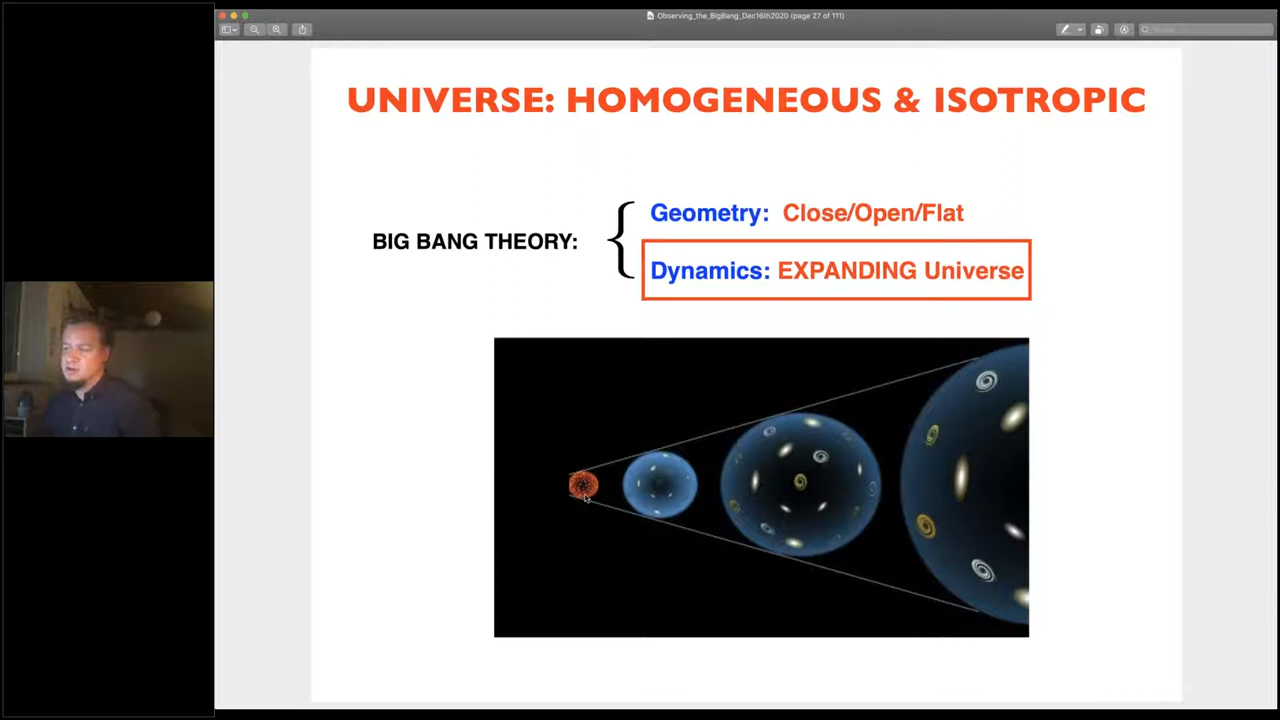 Observing_the_BigBang_Dec16th2020 (page 27 of 111)
UNIVERSE: HOMOGENEOUS & ISOTROPIC
BIG BANG THEORY:
Geometry: Close/Open/Flat
Dynamics: EXPANDING Universe